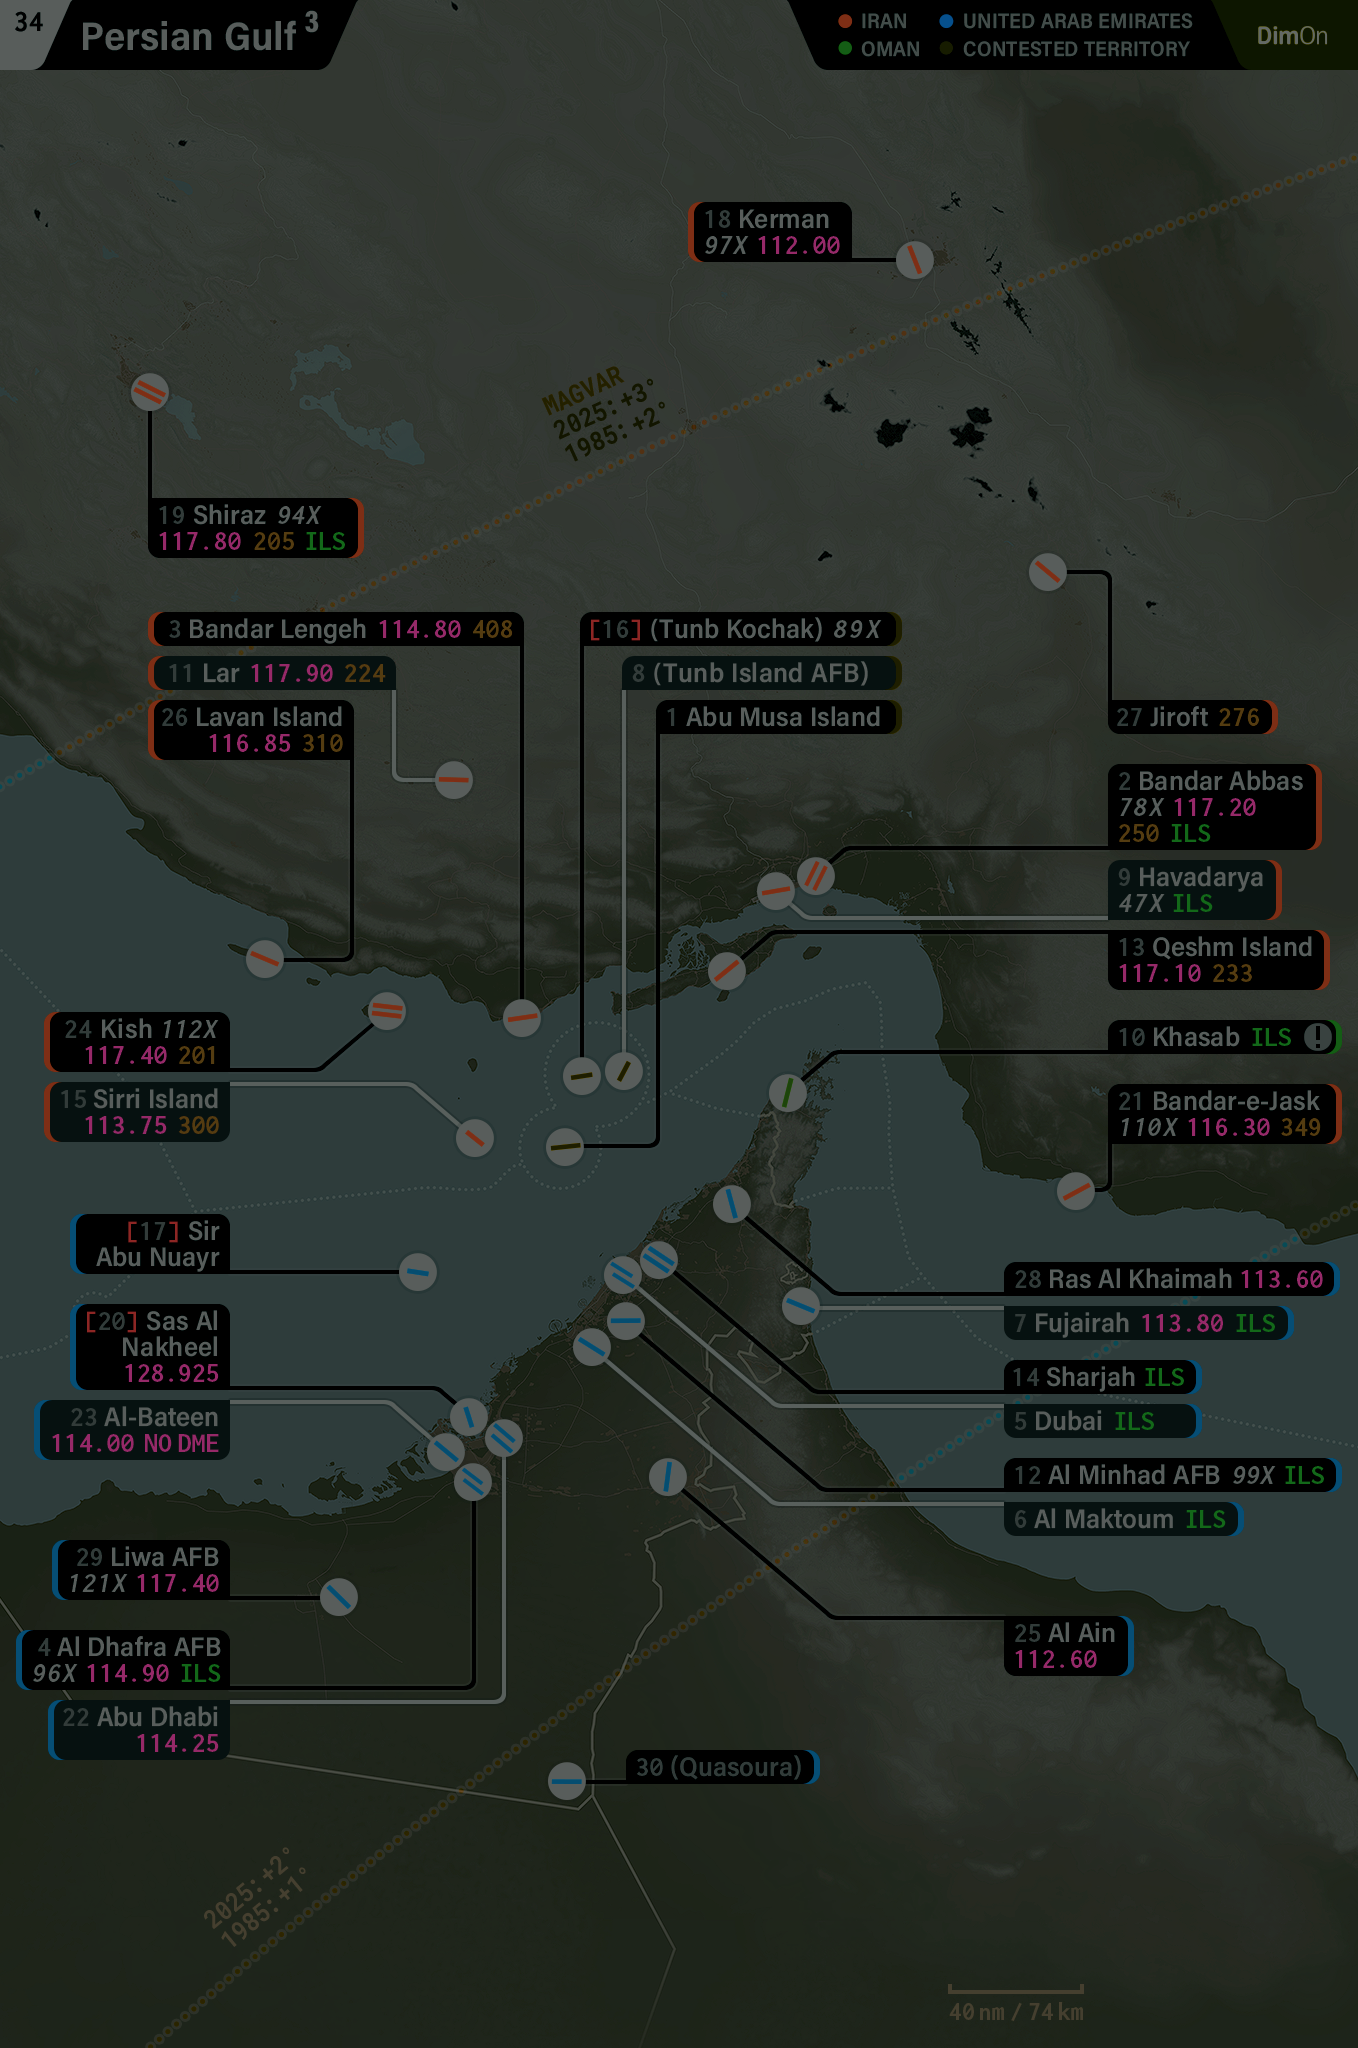 34
Persian Gulf 3
IRAN
UNITED ARAB EMIRATES
OMAN
CONTESTED TERRITORY
DimOn
18 Kerman
97X 112.00
MAGVAR
2025: +3°
1985: +2°
19 Shiraz 94X
117.80 205 ILS
3 Bandar Lengeh 114.80 408
11 Lar 117.90 224
26 Lavan Island
116.85 310
[16] (Tunb Kochak) 89X
8 (Tunb Island AFB)
1 Abu Musa Island
27 Jiroft 276
2 Bandar Abbas
78X 117.20
250 ILS
9 Havadarya
47X ILS
13 Qeshm Island
117.10 233
24 Kish 112X
117.40 201
10 Khasab ILS !
15 Sirri Island
113.75 300
21 Bandar-e-Jask
110X 116.30 349
[17] Sir
Abu Nuayr
28 Ras Al Khaimah 113.60
7 Fujairah 113.80 ILS
[20] Sas Al
Nakheel
128.925
14 Sharjah ILS
5 Dubai ILS
23 Al-Bateen
114.00 NO DME
12 Al Minhad AFB 99X ILS
6 Al Maktoum ILS
29 Liwa AFB
121X 117.40
4 Al Dhafra AFB
96X 114.90 ILS
25 Al Ain
112.60
22 Abu Dhabi
114.25
30 (Quasoura)
2025: +2°
1985: +1°
40 nm / 74 km